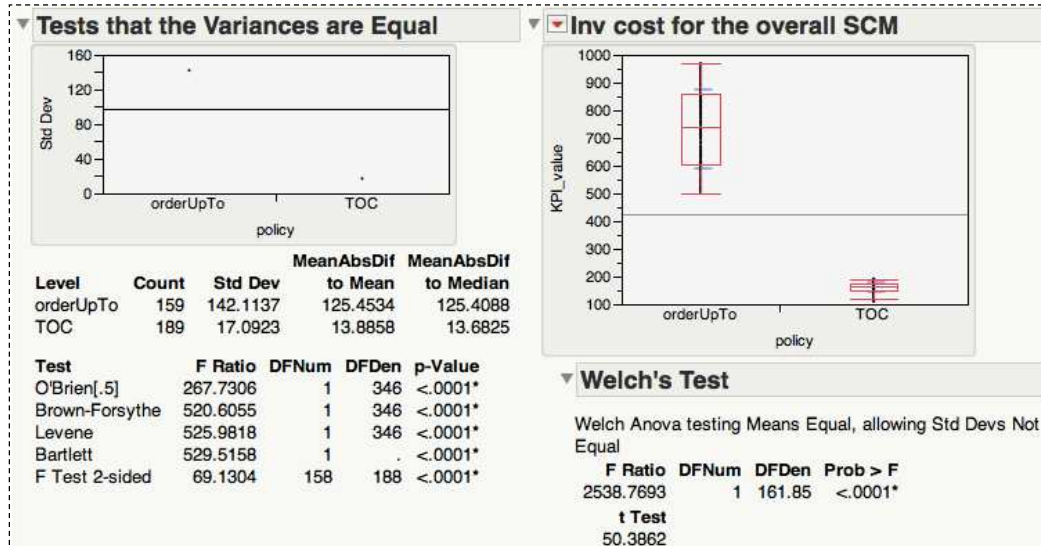 Tests that the Variances are Equal
160
120
80
40
0
Std Dev
orderUpTo TOC
policy
MeanAbsDif MeanAbsDif
Level Count Std Dev to Mean to Median
orderUpTo 159 142.1137 125.4534 125.4088
TOC 189 17.0923 13.8858 13.6825
Test F Ratio DFNum DFDen p-Value
O'Brien[.5] 267.7306 1 346 <.0001*
Brown-Forsythe 520.6055 1 346 <.0001*
Levene 525.9818 1 346 <.0001*
Bartlett 529.5158 1 . <.0001*
F Test 2-sided 69.1304 158 188 <.0001*
Inv cost for the overall SCM
1000
900
800
700
600
500
400
300
200
100
KPI_value
orderUpTo TOC
policy
Welch's Test
Welch Anova testing Means Equal, allowing Std Devs Not
Equal
F Ratio DFNum DFDen Prob > F
2538.7693 1 161.85 <.0001*
t Test
50.3862